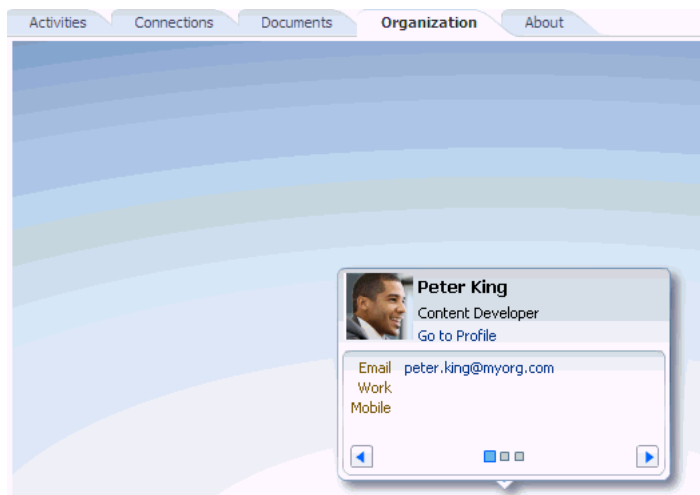 Activities Connections Documents Organization About
Peter King
Content Developer
Go to Profile
Email peter.king@myorg.com
Work
Mobile